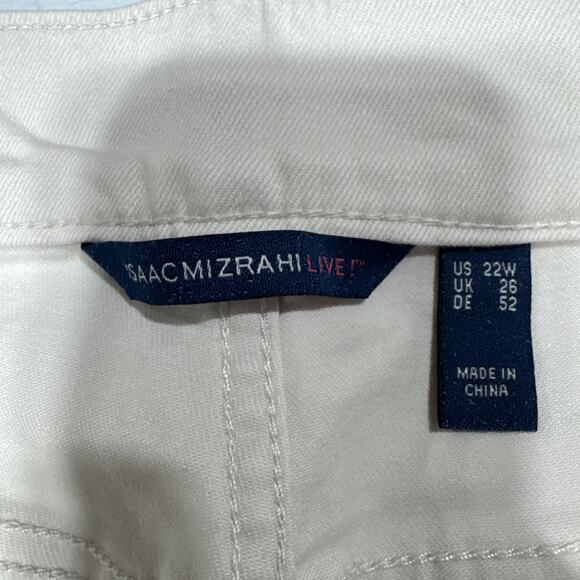 ISAAC MIZRAHI LIVE!™
US 22W
UK 26
DE 52
MADE IN
CHINA